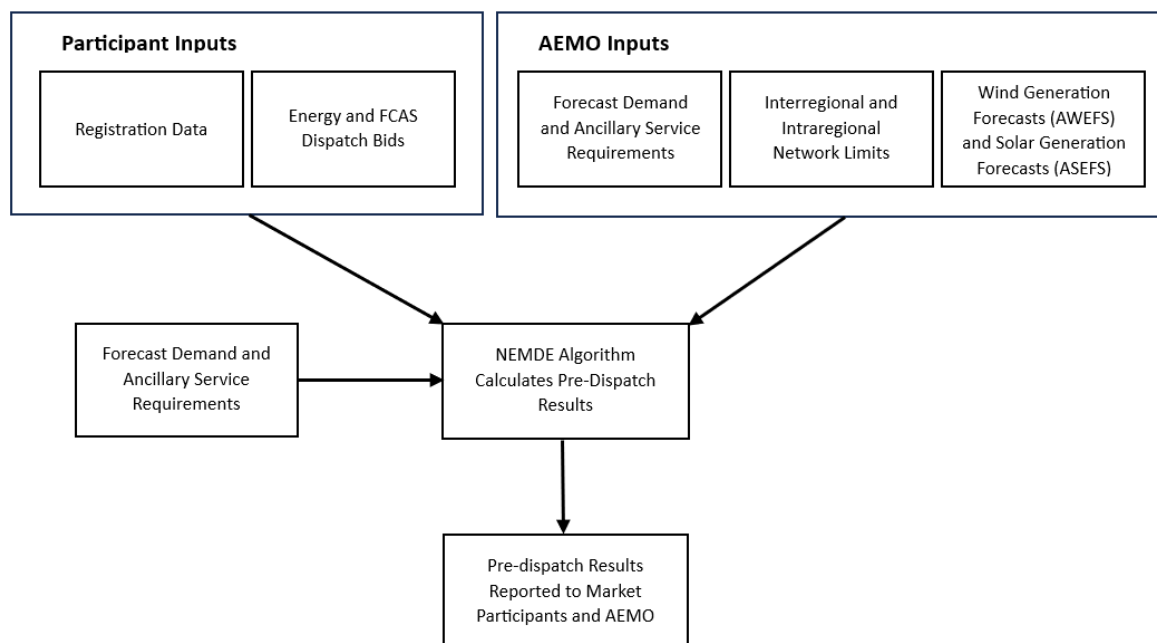 Participant Inputs
Registration Data
Energy and FCAS
Dispatch Bids
AEMO Inputs
Forecast Demand
and Ancillary Service
Requirements
Interregional and
Intraregional
Network Limits
Wind Generation
Forecasts (AWEFS)
and Solar Generation
Forecasts (ASEFS)
Forecast Demand and
Ancillary Service
Requirements
NEMDE Algorithm
Calculates Pre-Dispatch
Results
Pre-dispatch Results
Reported to Market
Participants and AEMO